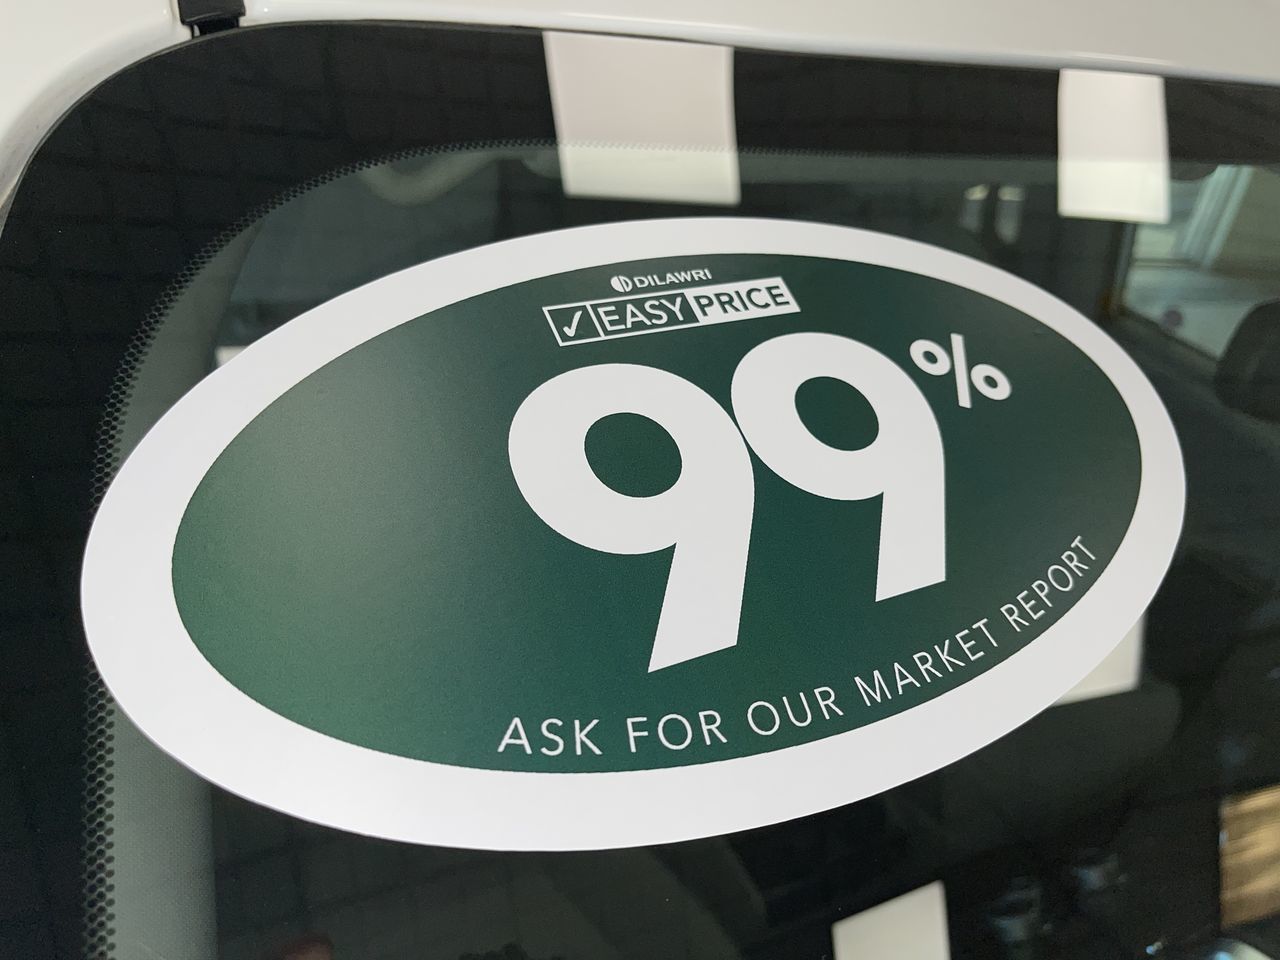 DILAWRI
✓ EASY PRICE
99%
ASK FOR OUR MARKET REPORT